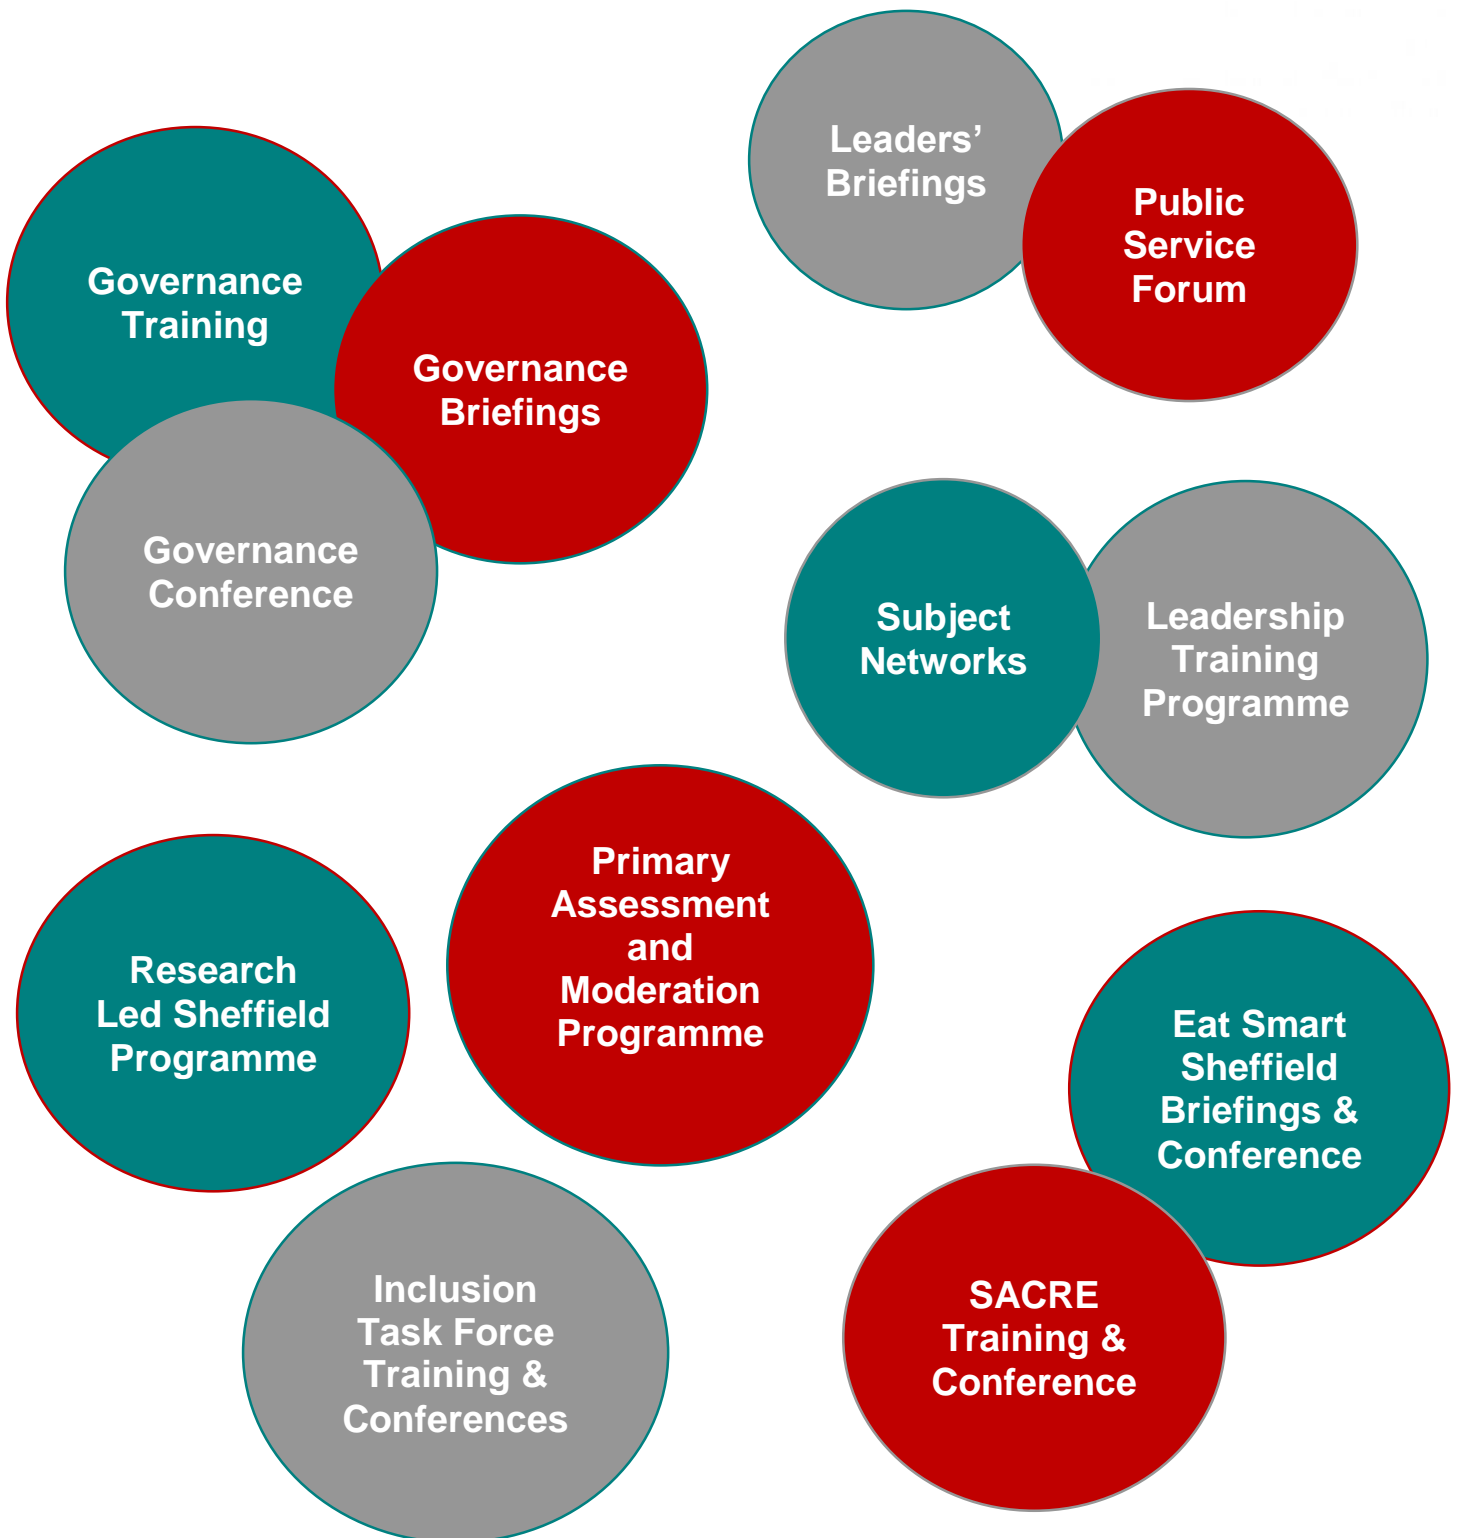 Leaders’
Briefings
Public
Service
Forum
Governance
Training
Governance
Briefings
Governance
Conference
Subject
Networks
Leadership
Training
Programme
Primary
Assessment
and
Moderation
Programme
Research
Led Sheffield
Programme
Eat Smart
Sheffield
Briefings &
Conference
Inclusion
Task Force
Training &
Conferences
SACRE
Training &
Conference